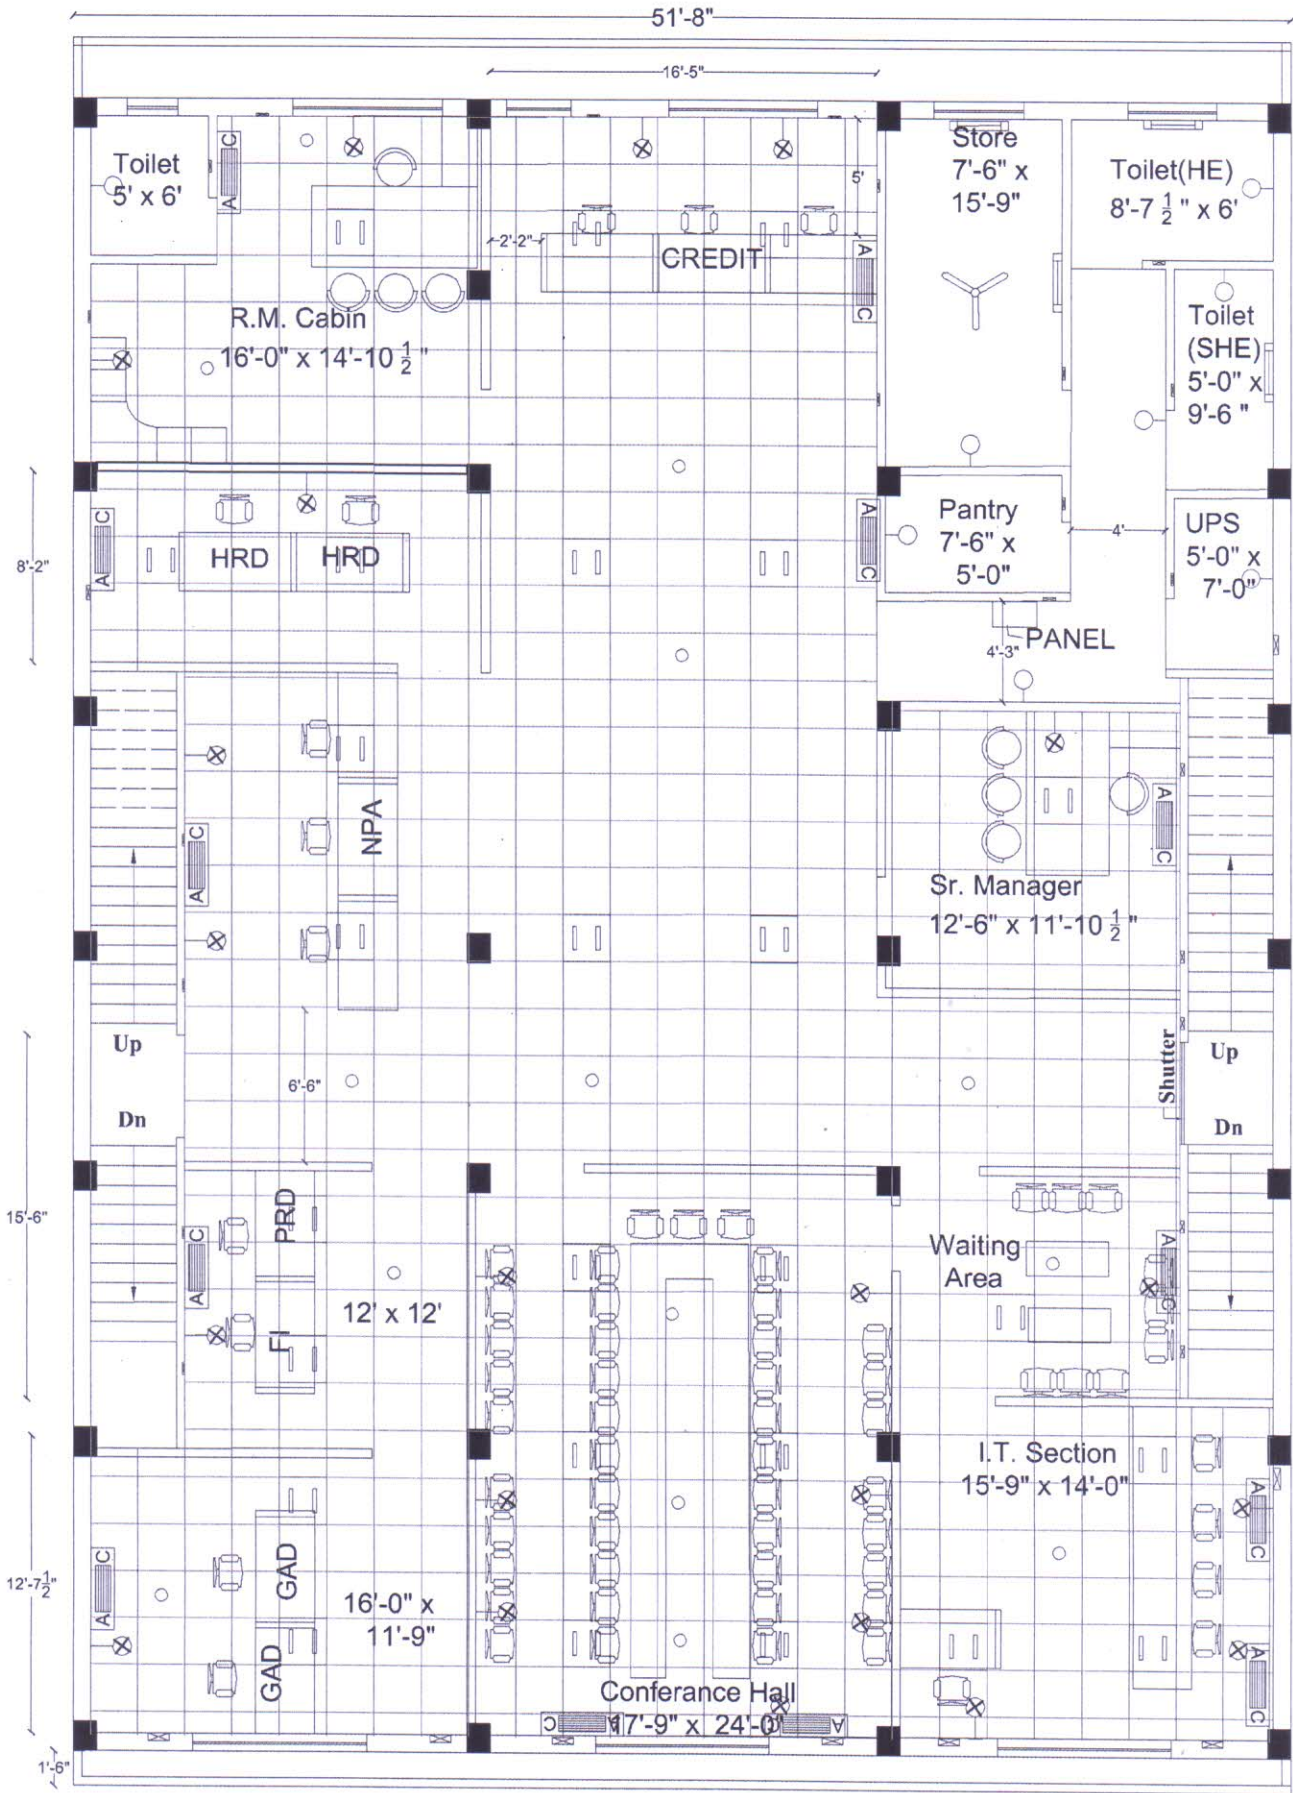 51'-8"
16'-5"
Toilet
5' x 6'
A C
Store
7'-6" x
15'-9"
Toilet(HE)
8'-7 1/2 " x 6'
5'
2'-2"
CREDIT
A C
R.M. Cabin
16'-0" x 14'-10 1/2 "
Toilet
(SHE)
5'-0" x
9'-6 "
8'-2"
A C
HRD
HRD
A C
Pantry
7'-6" x
5'-0"
4'
UPS
5'-0" x
7'-0"
4'-3"
PANEL
NPA
A C
A C
Sr. Manager
12'-6" x 11'-10 1/2 "
Up
Dn
6'-6"
Shutter
Up
Dn
15'-6"
PRD
A C
FI
12' x 12'
Waiting
Area
A C
I.T. Section
15'-9" x 14'-0"
A C
12'-7 1/2"
A C
GAD
GAD
16'-0" x
11'-9"
A C
Conferance Hall
17'-9" x 24'-0"
A C
A C
1'-6"